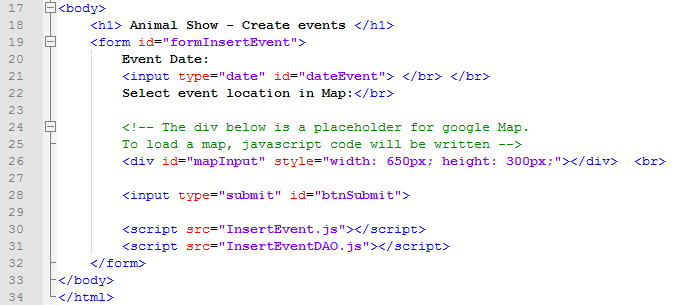 17 <body>
18 <h1> Animal Show - Create events </h1>
19 <form id="formInsertEvent">
20 Event Date:
21 <input type="date" id="dateEvent"> </br> </br>
22 Select event location in Map:</br>
23
24 <!-- The div below is a placeholder for google Map.
25 To load a map, javascript code will be written -->
26 <div id="mapInput" style="width: 650px; height: 300px;"></div> <br>
27
28 <input type="submit" id="btnSubmit">
29
30 <script src="InsertEvent.js"></script>
31 <script src="InsertEventDAO.js"></script>
32 </form>
33 </body>
34 </html>